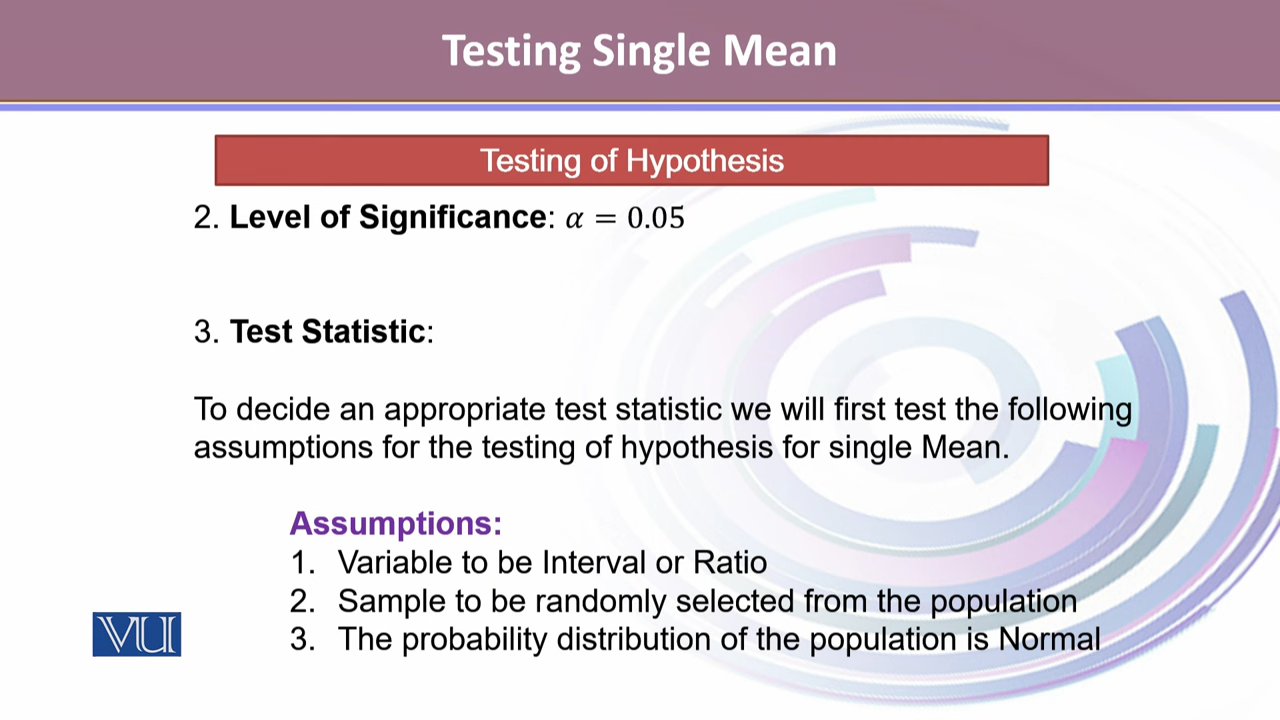 Testing Single Mean
Testing of Hypothesis
2. Level of Significance: α = 0.05
3. Test Statistic:
To decide an appropriate test statistic we will first test the following
assumptions for the testing of hypothesis for single Mean.
Assumptions:
1. Variable to be Interval or Ratio
2. Sample to be randomly selected from the population
3. The probability distribution of the population is Normal
VU